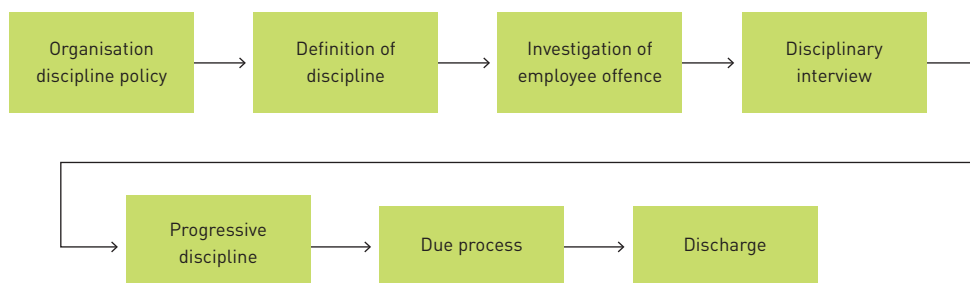 Organisation
discipline policy
Definition of
discipline
Investigation of
employee offence
Disciplinary
interview
Progressive
discipline
Due process
Discharge